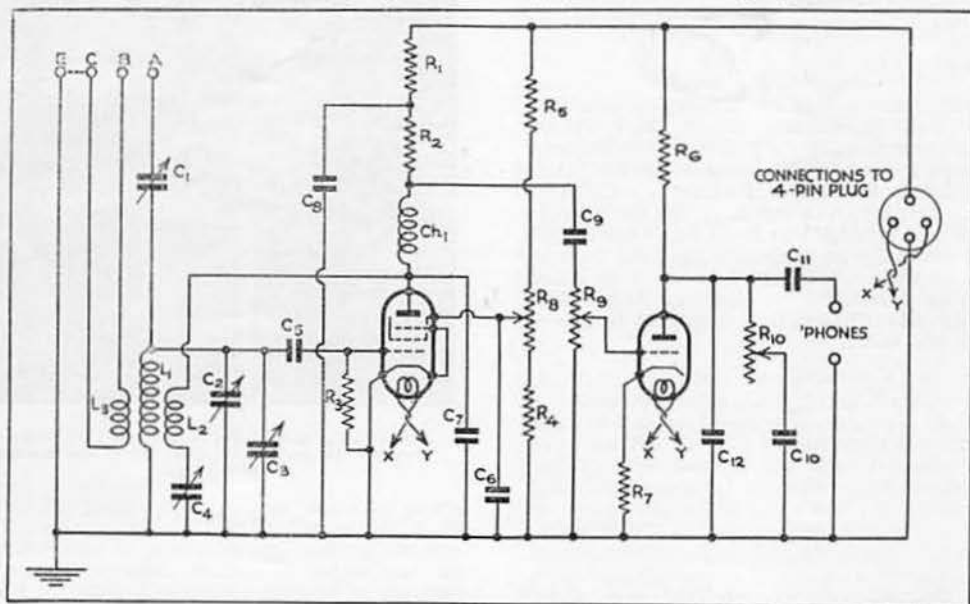 E C B A
C1
R1
R2
C8
Ch1
C5
R3
C2
C3
C4
L1
L2
L3
C7
C6
X Y
R5
R8
R4
C9
R9
R6
R7
X Y
C12
R10
C10
C11
'PHONES
CONNECTIONS TO
4-PIN PLUG
X Y